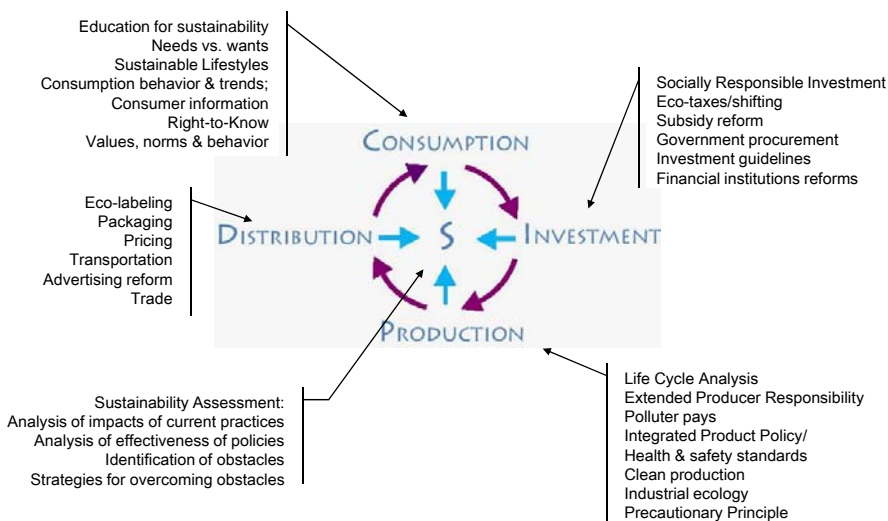 Education for sustainability
Needs vs. wants
Sustainable Lifestyles
Consumption behavior & trends;
Consumer information
Right-to-Know
Values, norms & behavior
Socially Responsible Investment
Eco-taxes/shifting
Subsidy reform
Government procurement
Investment guidelines
Financial institutions reforms
CONSUMPTION
Eco-labeling
Packaging
Pricing
Transportation
Advertising reform
Trade
DISTRIBUTION
S
INVESTMENT
PRODUCTION
Sustainability Assessment:
Analysis of impacts of current practices
Analysis of effectiveness of policies
Identification of obstacles
Strategies for overcoming obstacles
Life Cycle Analysis
Extended Producer Responsibility
Polluter pays
Integrated Product Policy/
Health & safety standards
Clean production
Industrial ecology
Precautionary Principle